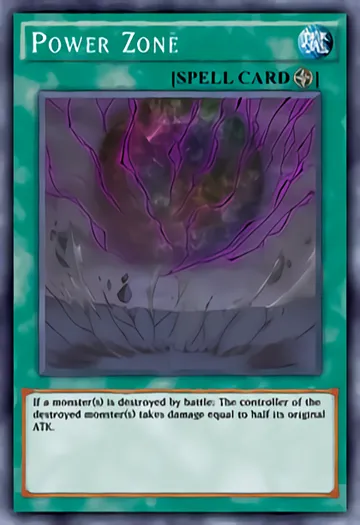 POWER ZONE
[SPELL CARD]
If a monster(s) is destroyed by battle: The controller of the
destroyed monster(s) takes damage equal to half its original
ATK.